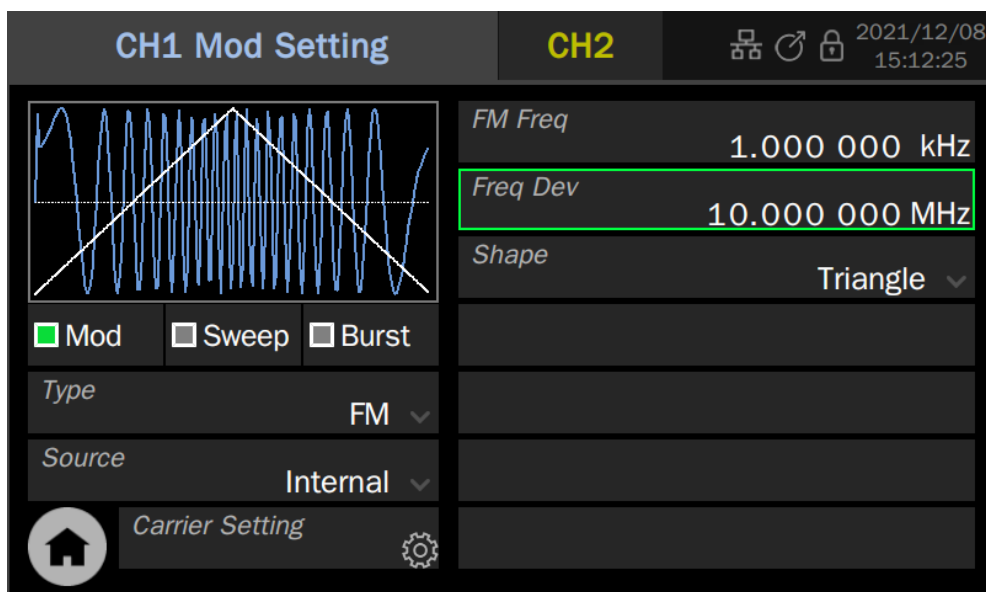 CH1 Mod Setting
CH2
2021/12/08
15:12:25
FM Freq
1.000 000 kHz
Freq Dev
10.000 000 MHz
Shape
Triangle
Mod
Sweep
Burst
Type
FM
Source
Internal
Carrier Setting